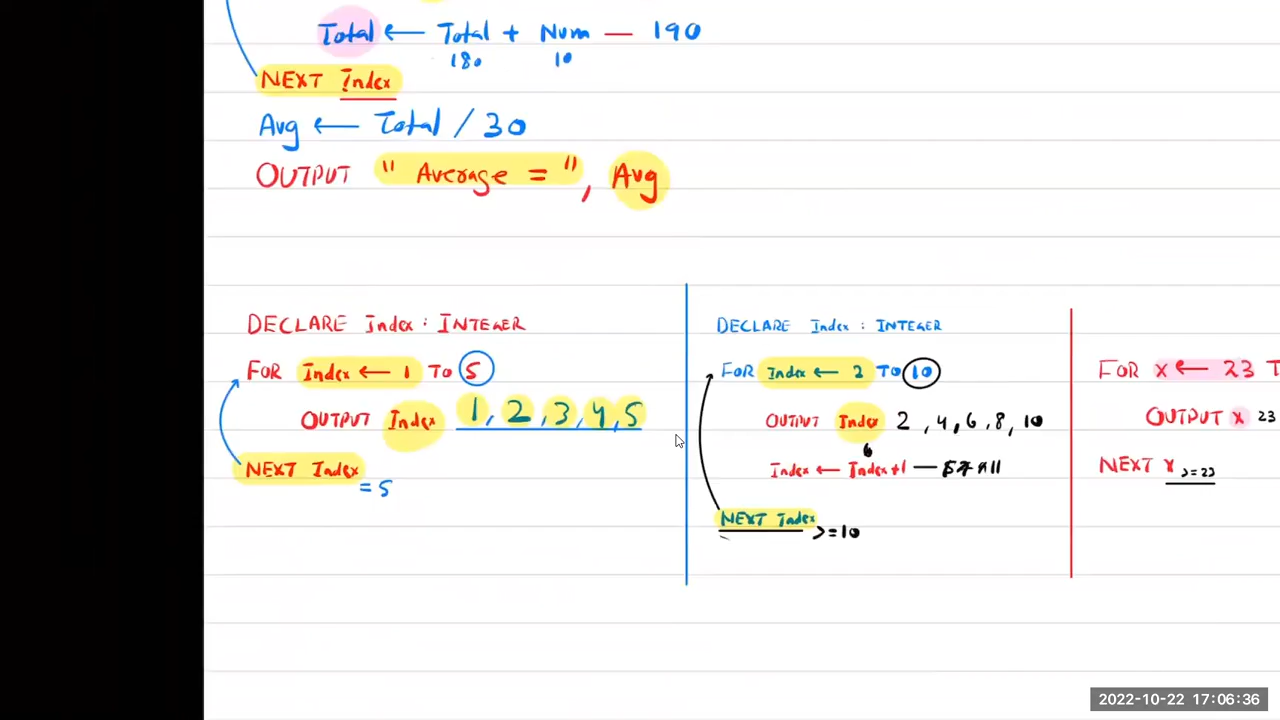 Total ← Total + Num — 190
180 10
NEXT Index
Avg ← Total / 30
OUTPUT " Average = ", Avg
DECLARE Index : INTEGER
FOR Index ← 1 TO 5
OUTPUT Index 1, 2, 3, 4, 5
NEXT Index
= 5
DECLARE Index : INTEGER
FOR Index ← 2 TO 10
OUTPUT Index 2, 4, 6, 8, 10
6
Index ← Index+1 — 11
NEXT Index >=10
FOR x ← 23 T
OUTPUT x 23
NEXT x >=23
2022-10-22 17:06:36